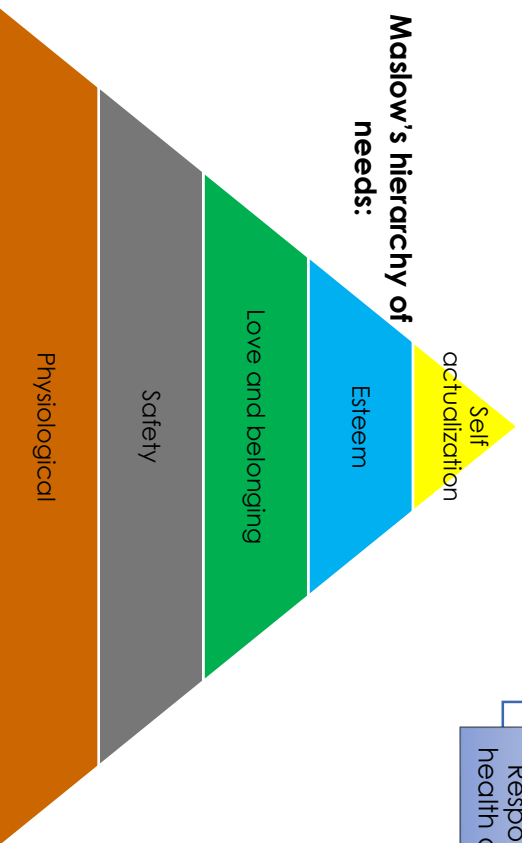 Maslow's hierarchy of
needs:
Self
actualization
Esteem
Love and belonging
Safety
Physiological